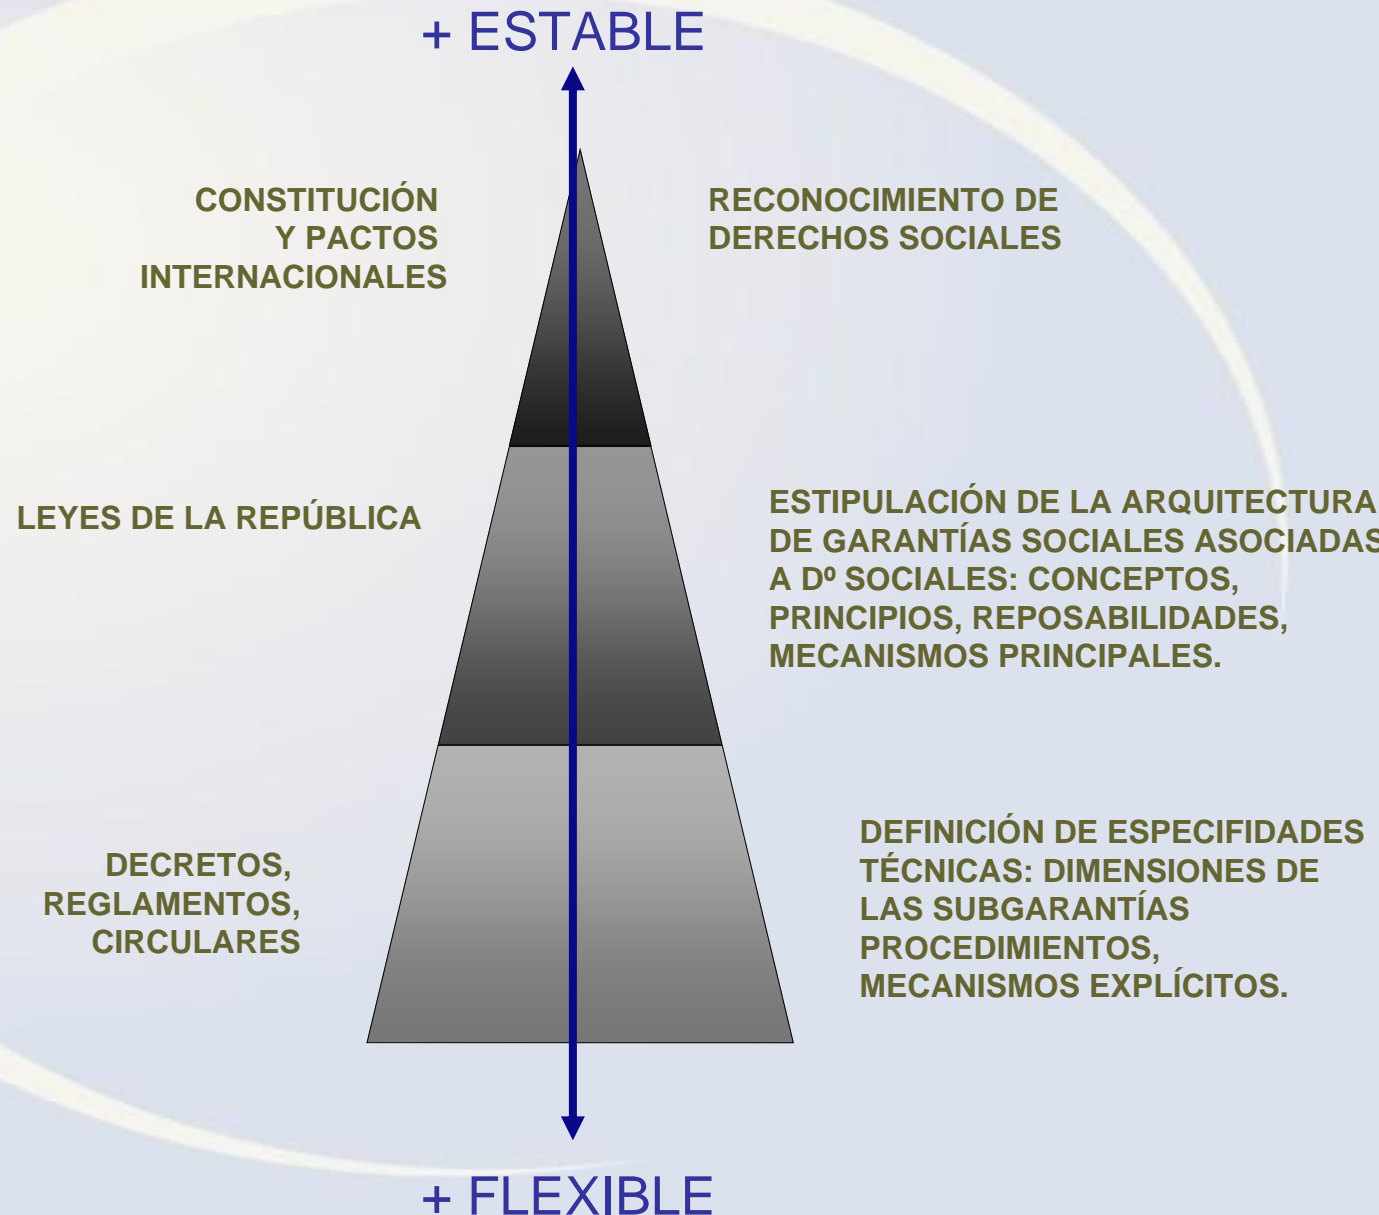 + ESTABLE
CONSTITUCIÓN
Y PACTOS
INTERNACIONALES
RECONOCIMIENTO DE
DERECHOS SOCIALES
LEYES DE LA REPÚBLICA
ESTIPULACIÓN DE LA ARQUITECTURA
DE GARANTÍAS SOCIALES ASOCIADAS
A Dº SOCIALES: CONCEPTOS,
PRINCIPIOS, REPOSABILIDADES,
MECANISMOS PRINCIPALES.
DECRETOS,
REGLAMENTOS,
CIRCULARES
DEFINICIÓN DE ESPECIFIDADES
TÉCNICAS: DIMENSIONES DE
LAS SUBGARANTÍAS
PROCEDIMIENTOS,
MECANISMOS EXPLÍCITOS.
+ FLEXIBLE